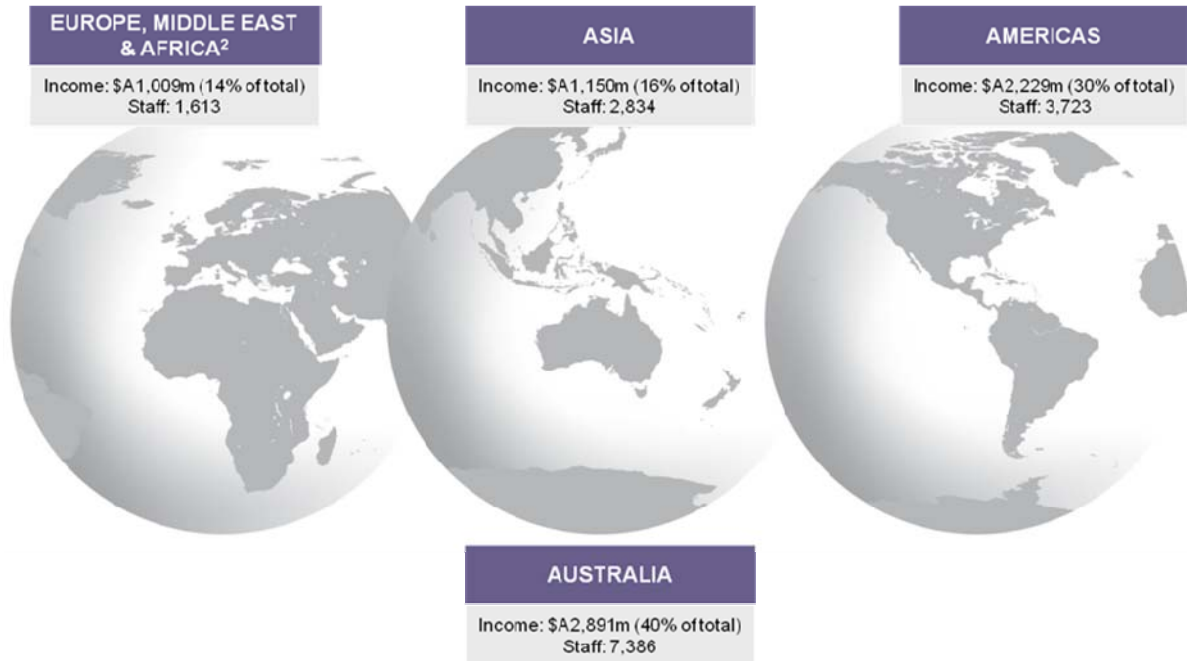 EUROPE, MIDDLE EAST
& AFRICA²
Income: $A1,009m (14% of total)
Staff: 1,613
ASIA
Income: $A1,150m (16% of total)
Staff: 2,834
AMERICAS
Income: $A2,229m (30% of total)
Staff: 3,723
AUSTRALIA
Income: $A2,891m (40% of total)
Staff: 7,386